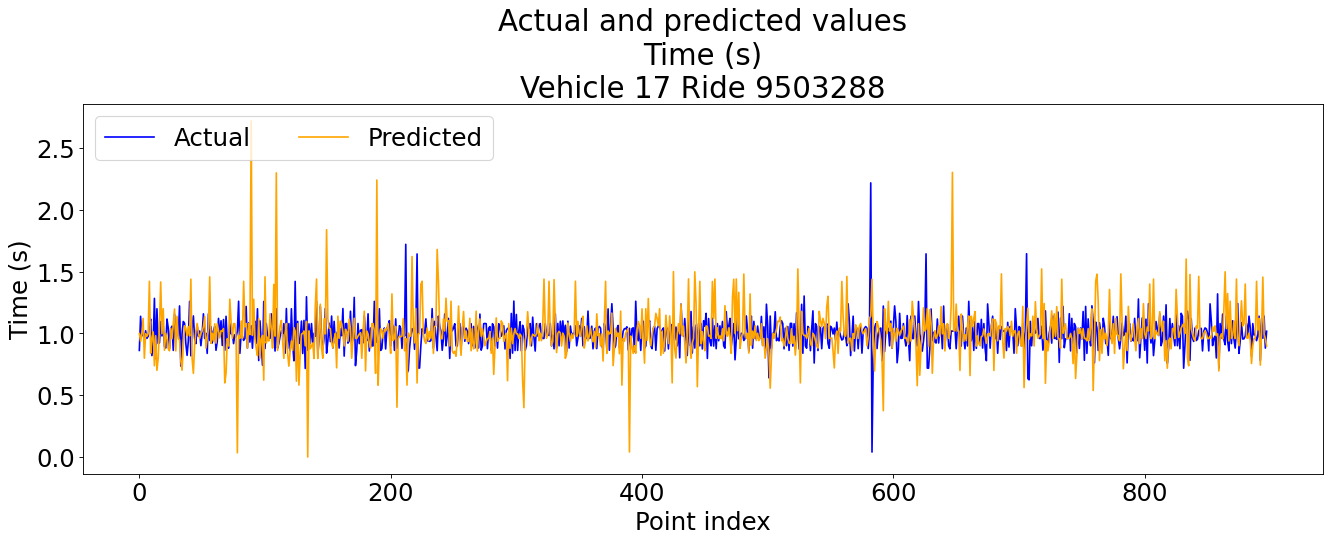 Actual and predicted values
Time (s)
Vehicle 17 Ride 9503288
Actual
Predicted
Time (s)
2.5
2.0
1.5
1.0
0.5
0.0
0
200
400
600
800
Point index